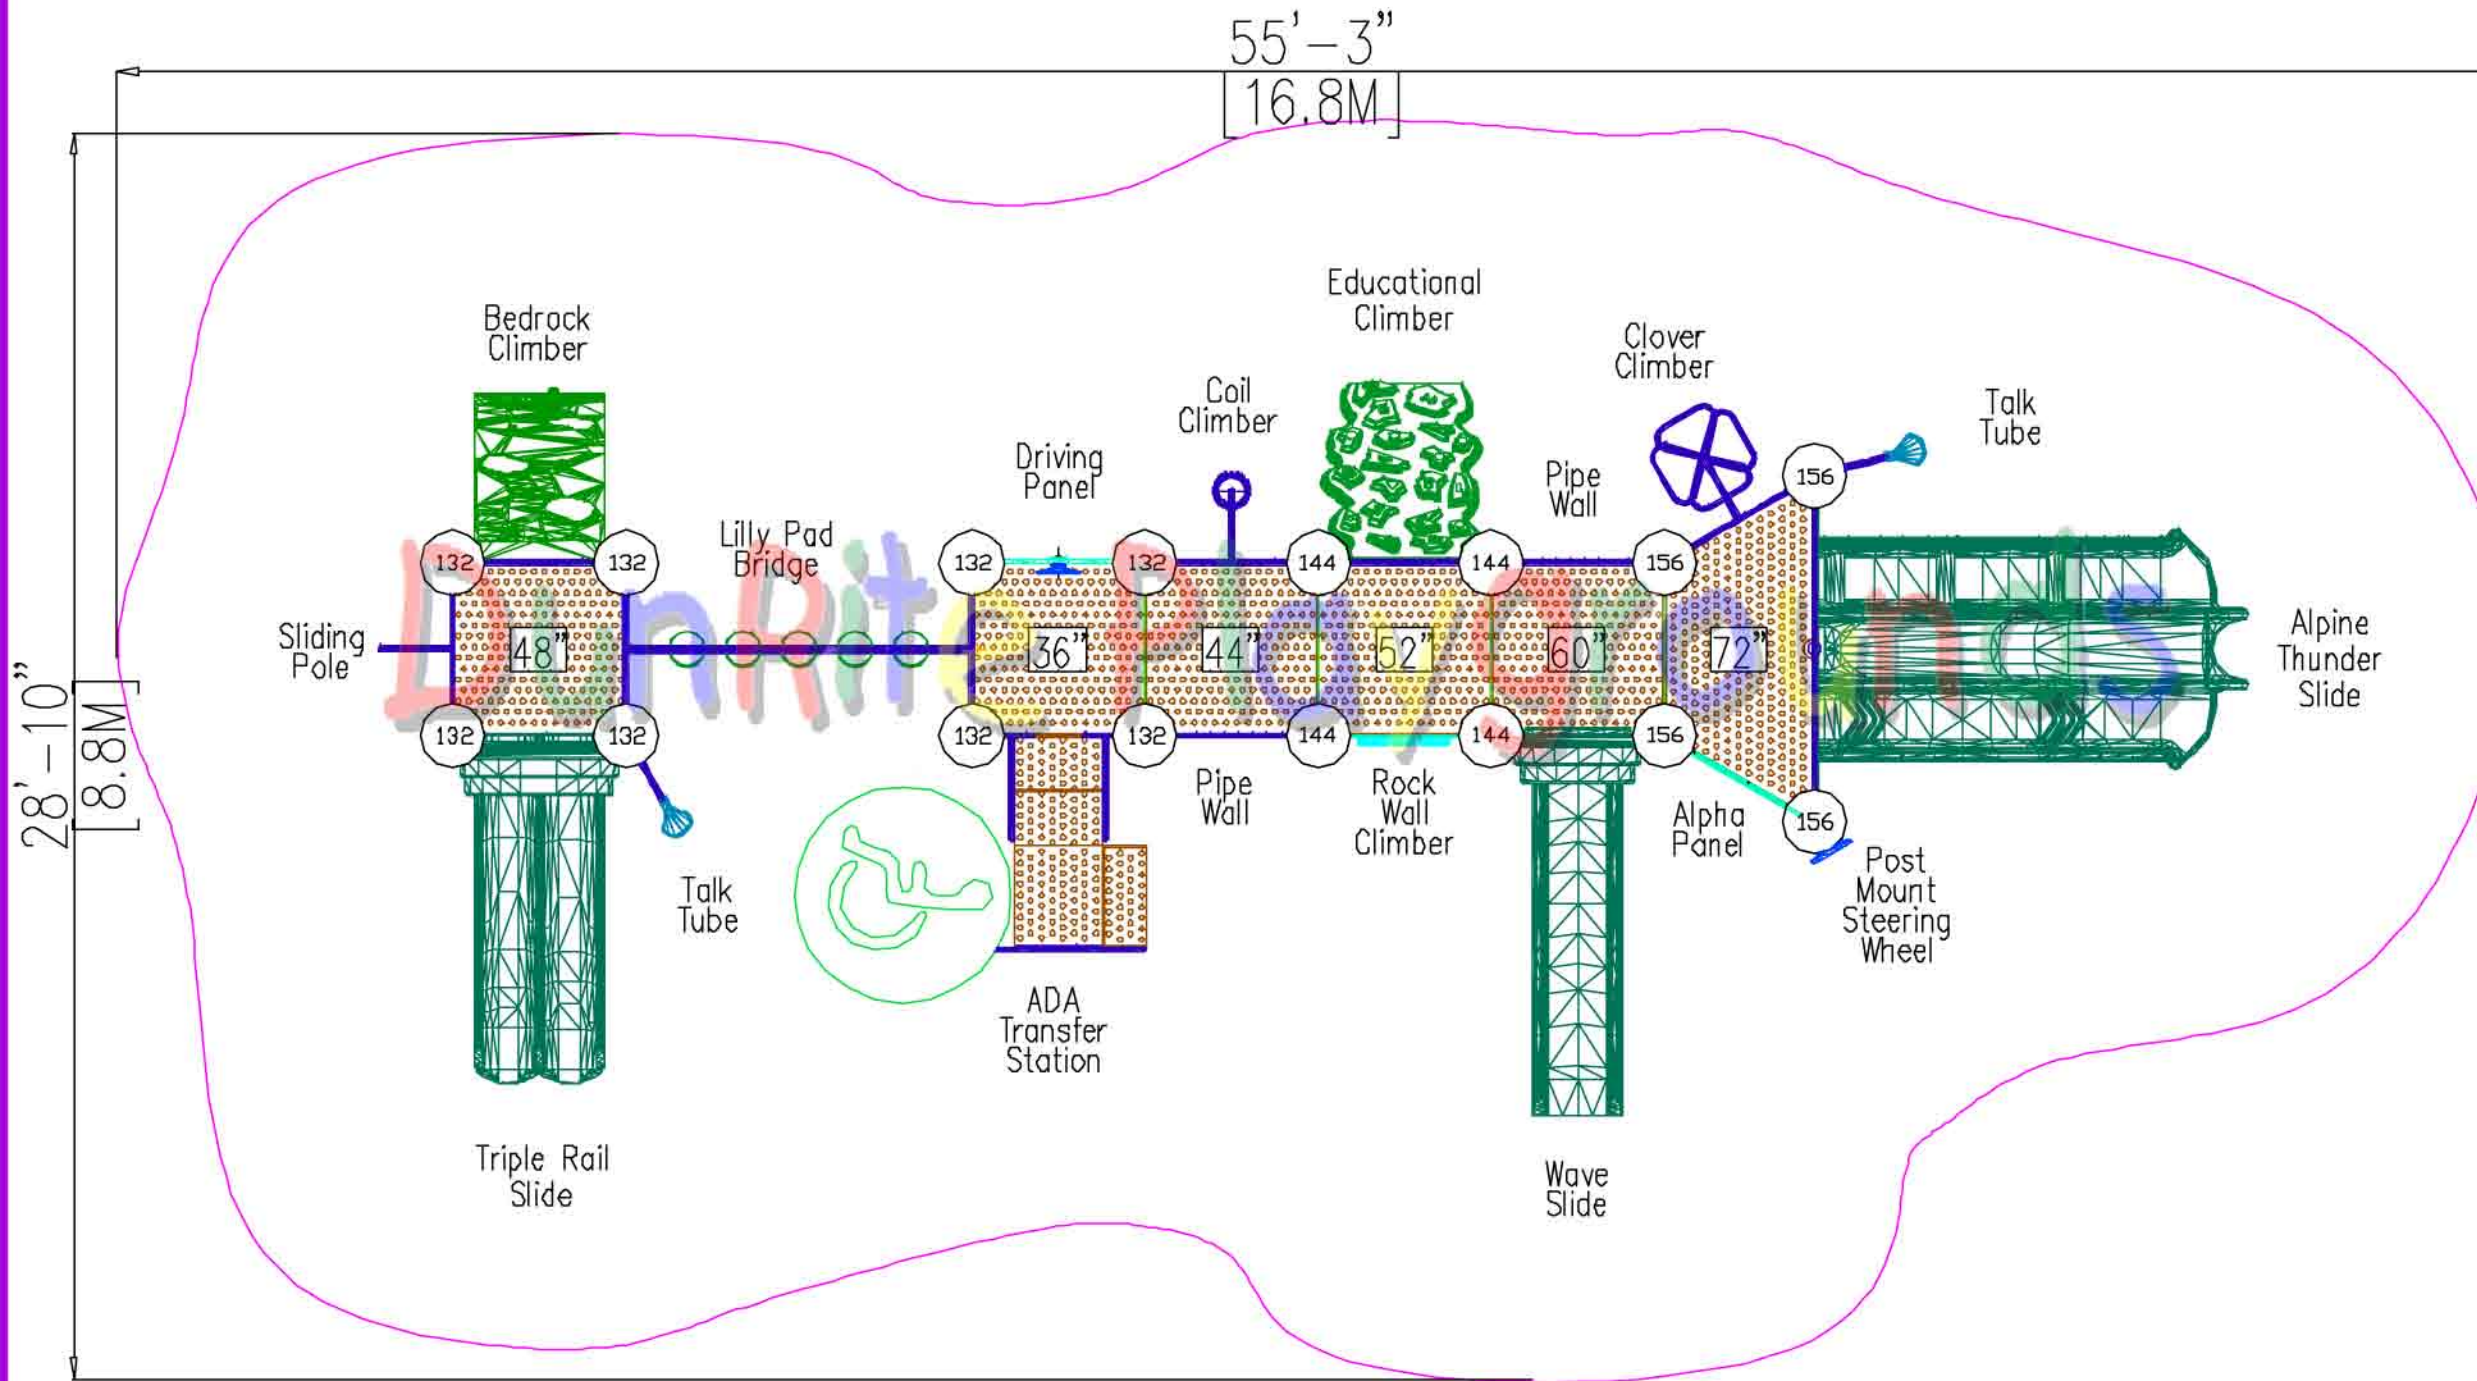 55'-3"
[16.8M]
28'-10"
[8.8M]
Bedrock
Climber
Educational
Climber
Clover
Climber
Coil
Climber
Talk
Tube
Driving
Panel
Pipe
Wall
Lilly Pad
Bridge
156
132
132
132
132
144
144
156
DunRite Playgrounds
Sliding
Pole
48"
36"
44"
52"
60"
72"
Alpine
Thunder
Slide
132
132
132
132
144
144
156
156
Pipe
Wall
Rock
Wall
Climber
Alpha
Panel
Post
Mount
Steering
Wheel
Talk
Tube
ADA
Transfer
Station
Triple Rail
Slide
Wave
Slide